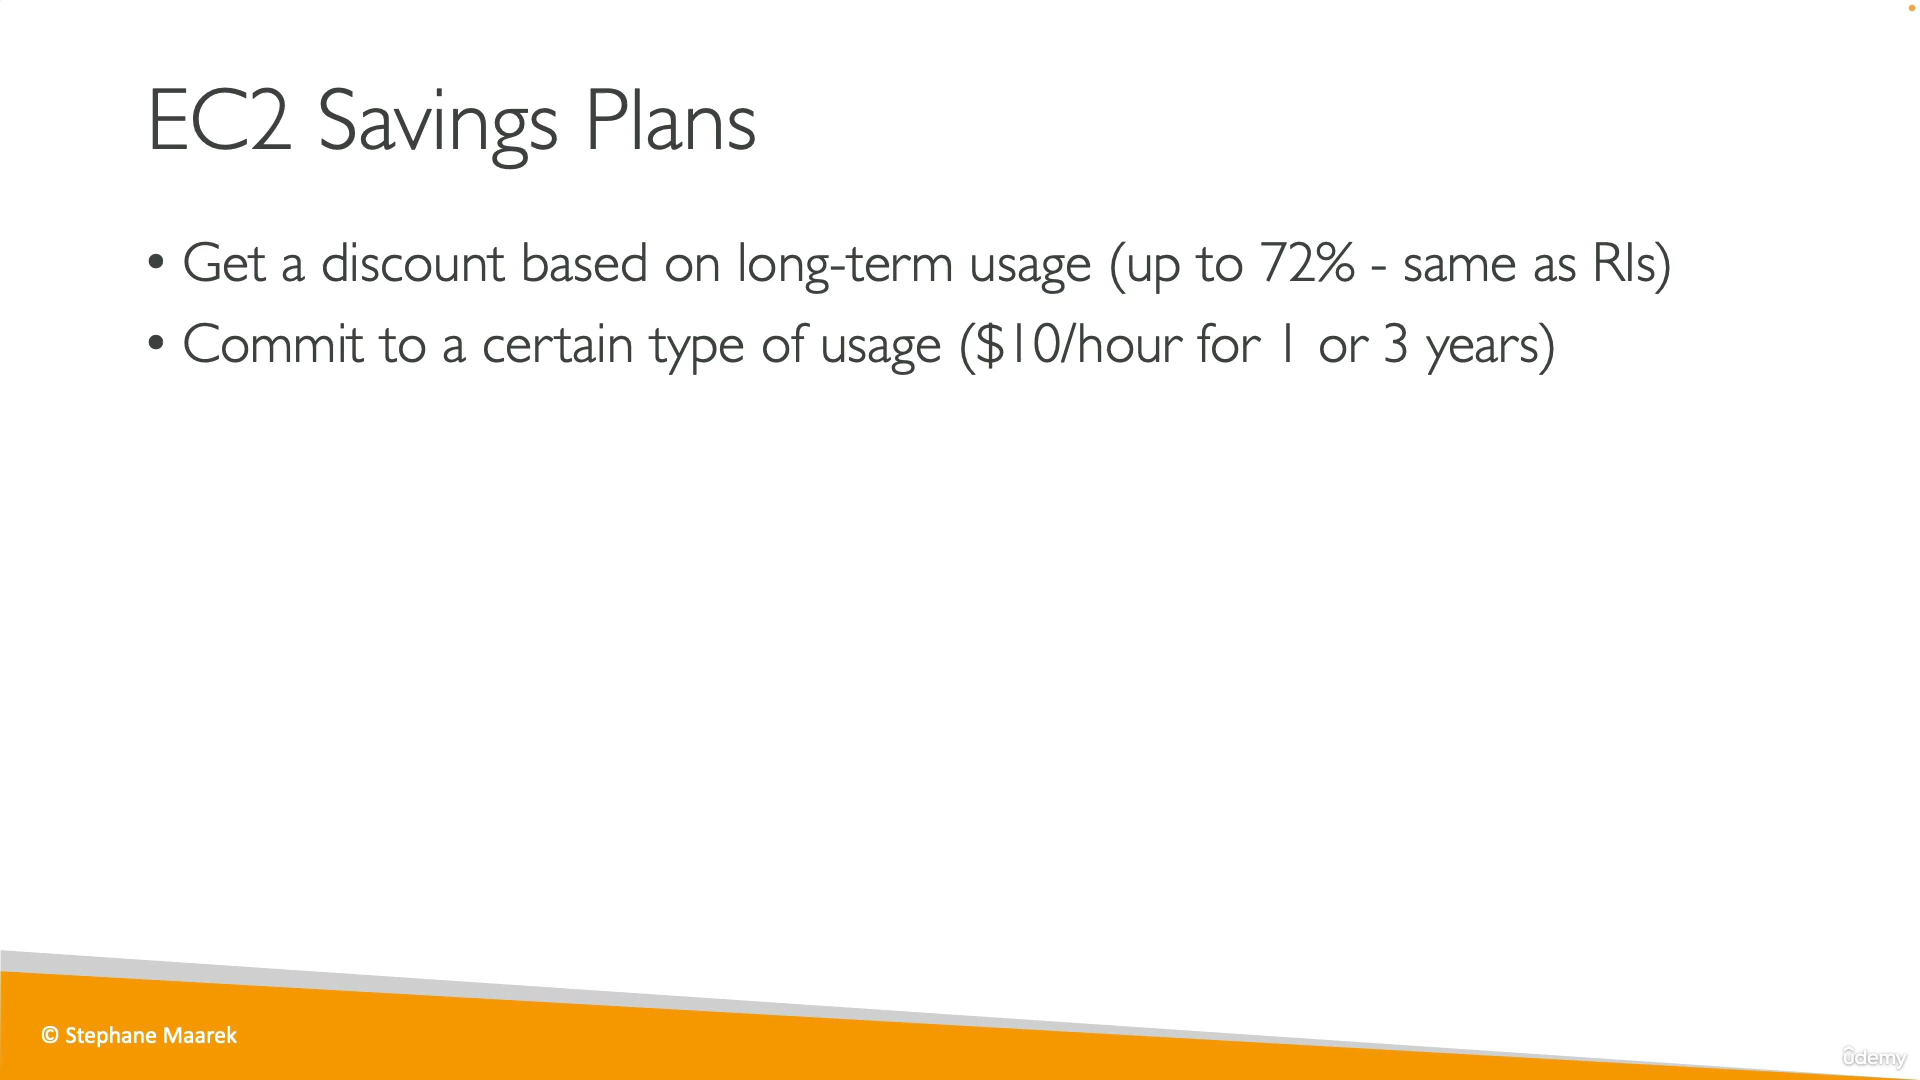 EC2 Savings Plans
• Get a discount based on long-term usage (up to 72% - same as RIs)
• Commit to a certain type of usage ($10/hour for 1 or 3 years)
© Stephane Maarek
ûdemy